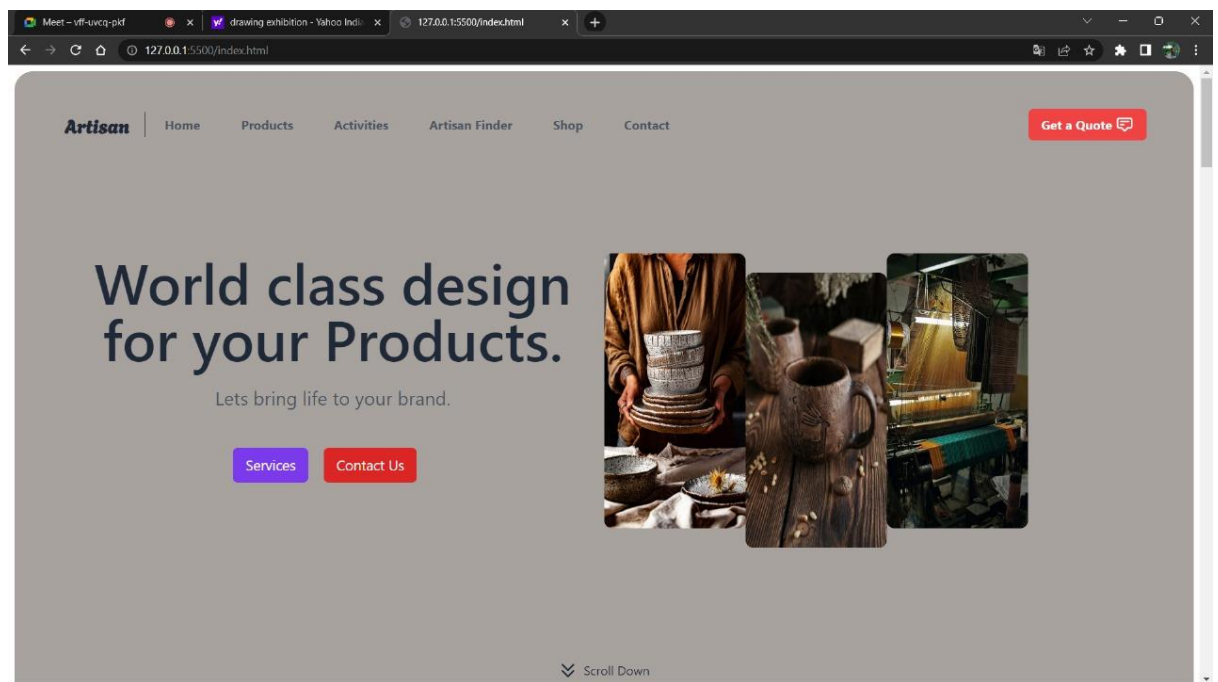 Meet – vff-uvcq-pkf
drawing exhibition - Yahoo Indi
127.0.0.1:5500/index.html
127.0.0.1:5500/index.html
Artisan
Home Products Activities Artisan Finder Shop Contact
Get a Quote
World class design
for your Products.
Lets bring life to your brand.
Services Contact Us
Scroll Down